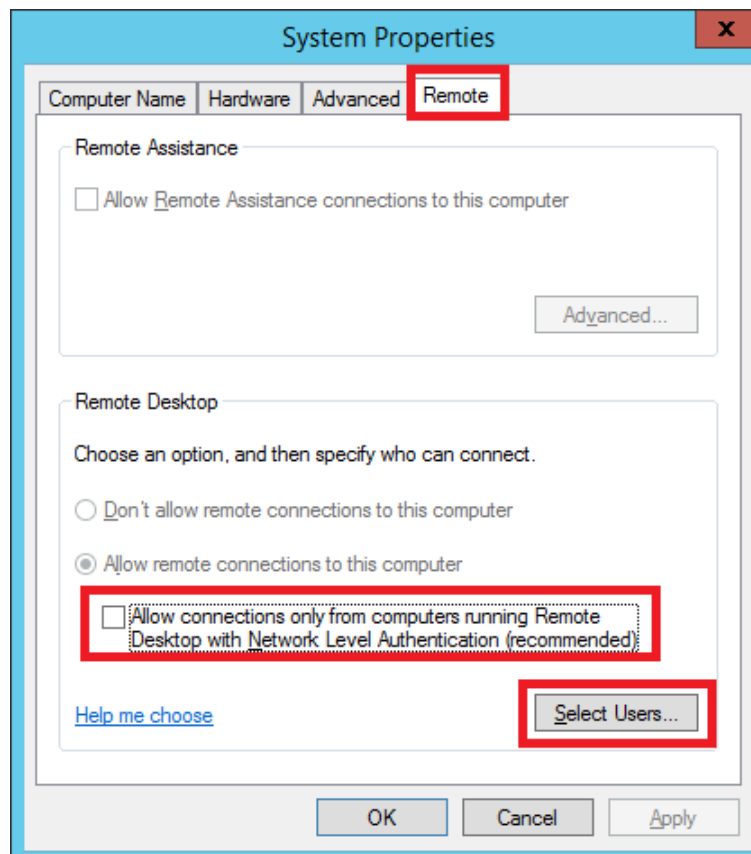 System Properties
x
Computer Name Hardware Advanced Remote
Remote Assistance
Allow Remote Assistance connections to this computer
Advanced...
Remote Desktop
Choose an option, and then specify who can connect.
Don't allow remote connections to this computer
Allow remote connections to this computer
Allow connections only from computers running Remote
Desktop with Network Level Authentication (recommended)
Help me choose
Select Users...
OK Cancel Apply